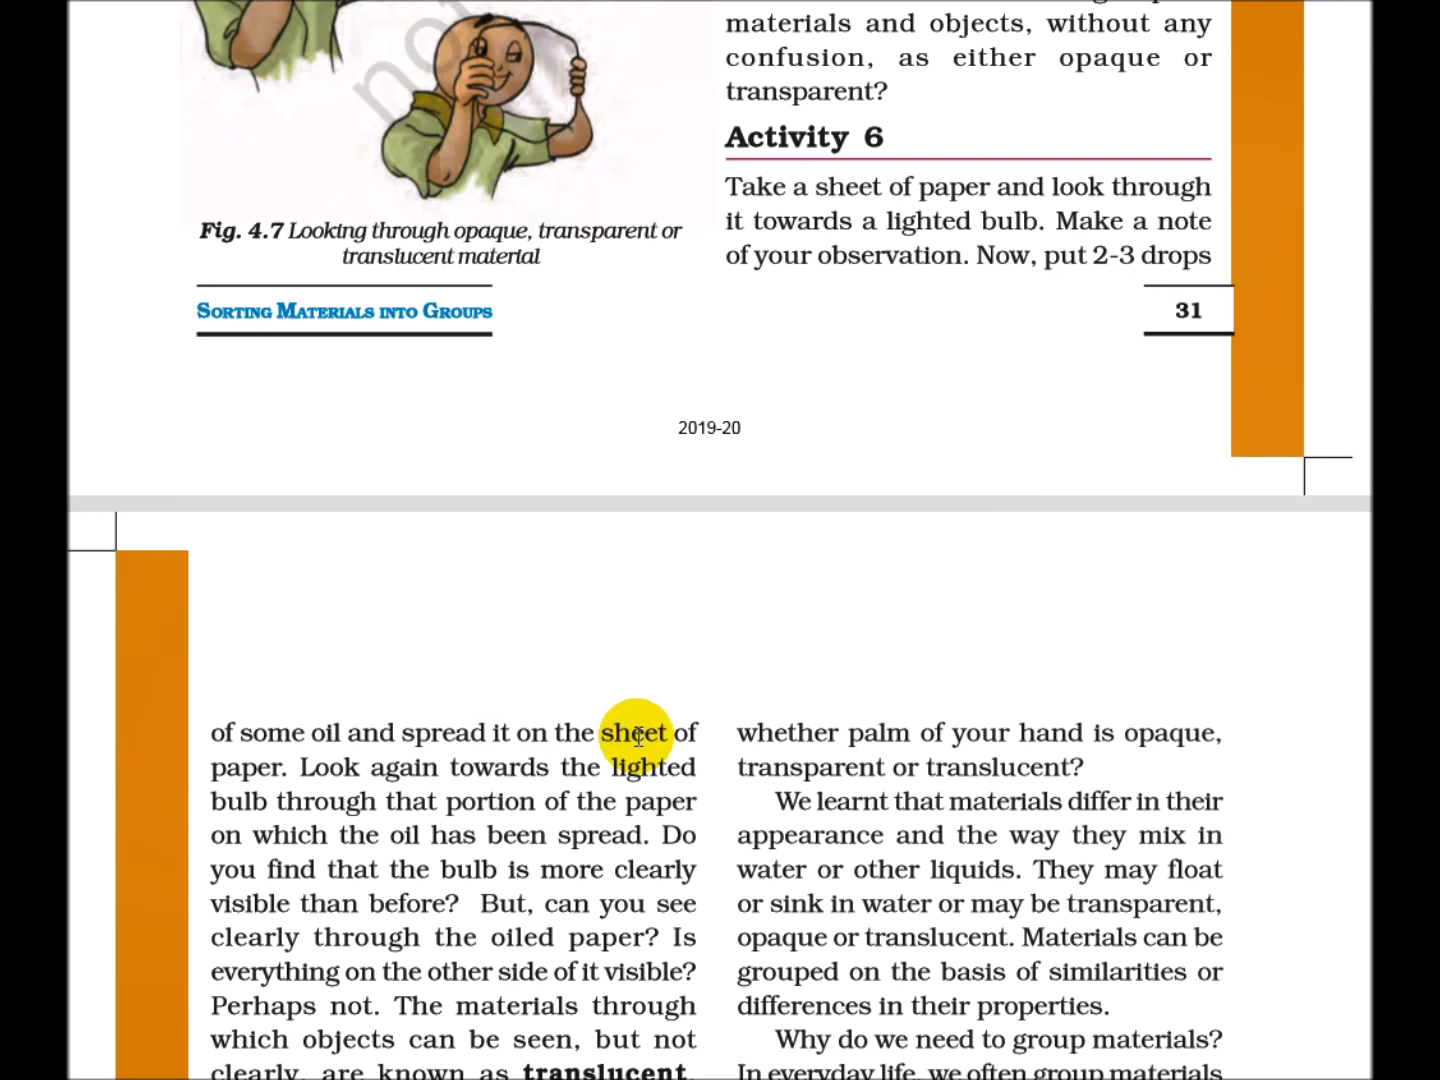 materials and objects, without any
confusion, as either opaque or
transparent?
Activity 6
Take a sheet of paper and look through
it towards a lighted bulb. Make a note
of your observation. Now, put 2-3 drops
Fig. 4.7 Looking through opaque, transparent or
translucent material
SORTING MATERIALS INTO GROUPS
31
2019-20
of some oil and spread it on the sheet of
paper. Look again towards the lighted
bulb through that portion of the paper
on which the oil has been spread. Do
you find that the bulb is more clearly
visible than before? But, can you see
clearly through the oiled paper? Is
everything on the other side of it visible?
Perhaps not. The materials through
which objects can be seen, but not
clearly, are known as translucent.
whether palm of your hand is opaque,
transparent or translucent?
We learnt that materials differ in their
appearance and the way they mix in
water or other liquids. They may float
or sink in water or may be transparent,
opaque or translucent. Materials can be
grouped on the basis of similarities or
differences in their properties.
Why do we need to group materials?
In everyday life, we often group materials